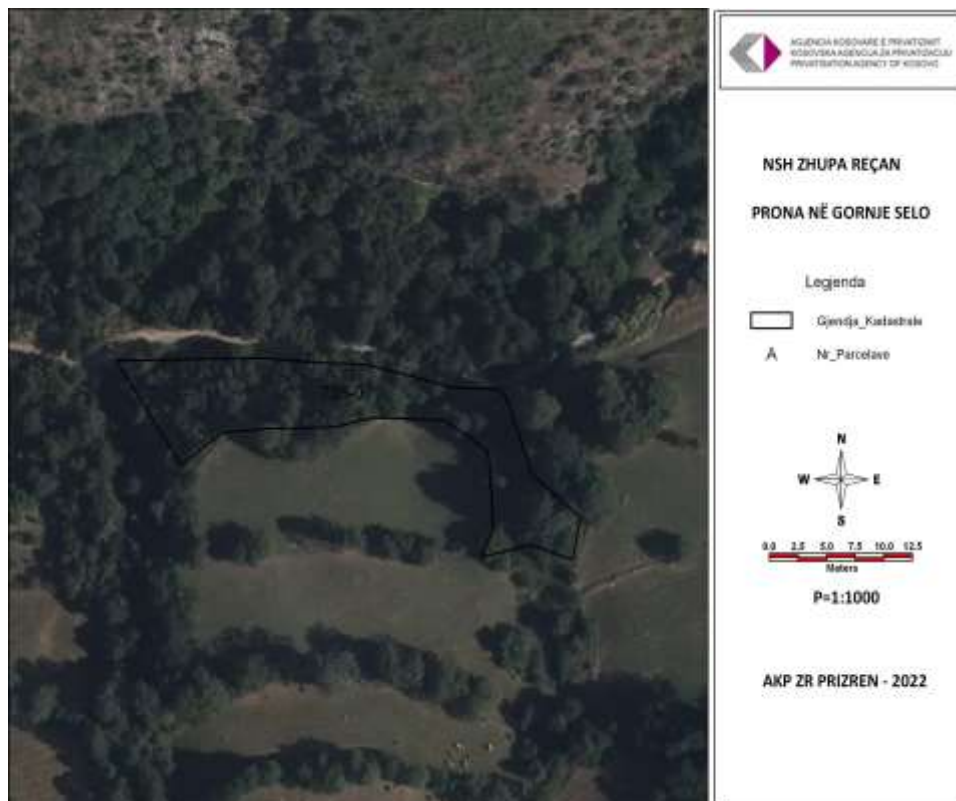 AGJENCIA KOSOVARE E PRIVATIZIMIT
KOSOVSKA AGENCIJA ZA PRIVATIZACIJU
PRIVATISATION AGENCY OF KOSOVO
NSH ZHUPA REÇAN
PRONA NË GORNJE SELO
Legjenda
Gjendja_Kadastrale
A Nr_Parcelave
N
W E
S
0.0 2.5 5.0 7.5 10.0 12.5
Meters
P=1:1000
AKP ZR PRIZREN - 2022